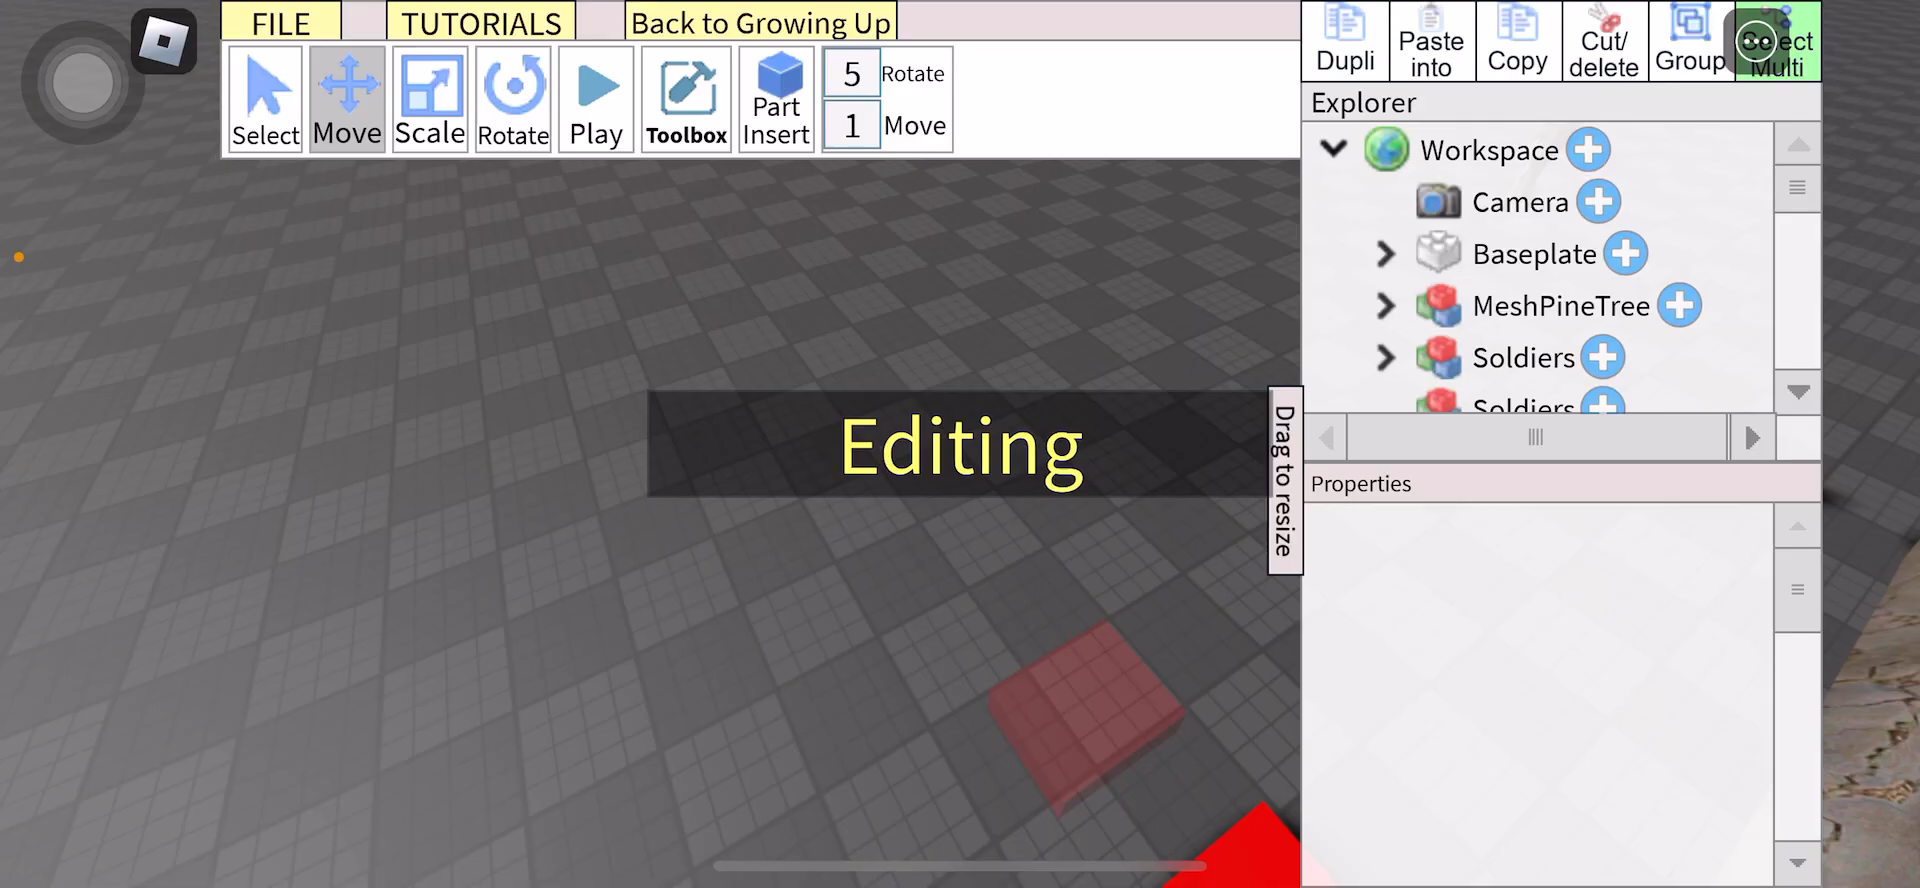 FILE
TUTORIALS
Back to Growing Up
Select
Move
Scale
Rotate
Play
Toolbox
Part
Insert
5
Rotate
1
Move
Dupli
Paste
into
Copy
Cut/
delete
Group
Select
Multi
Explorer
Workspace
Camera
Baseplate
MeshPineTree
Soldiers
Soldiers
Editing
Drag to resize
Properties